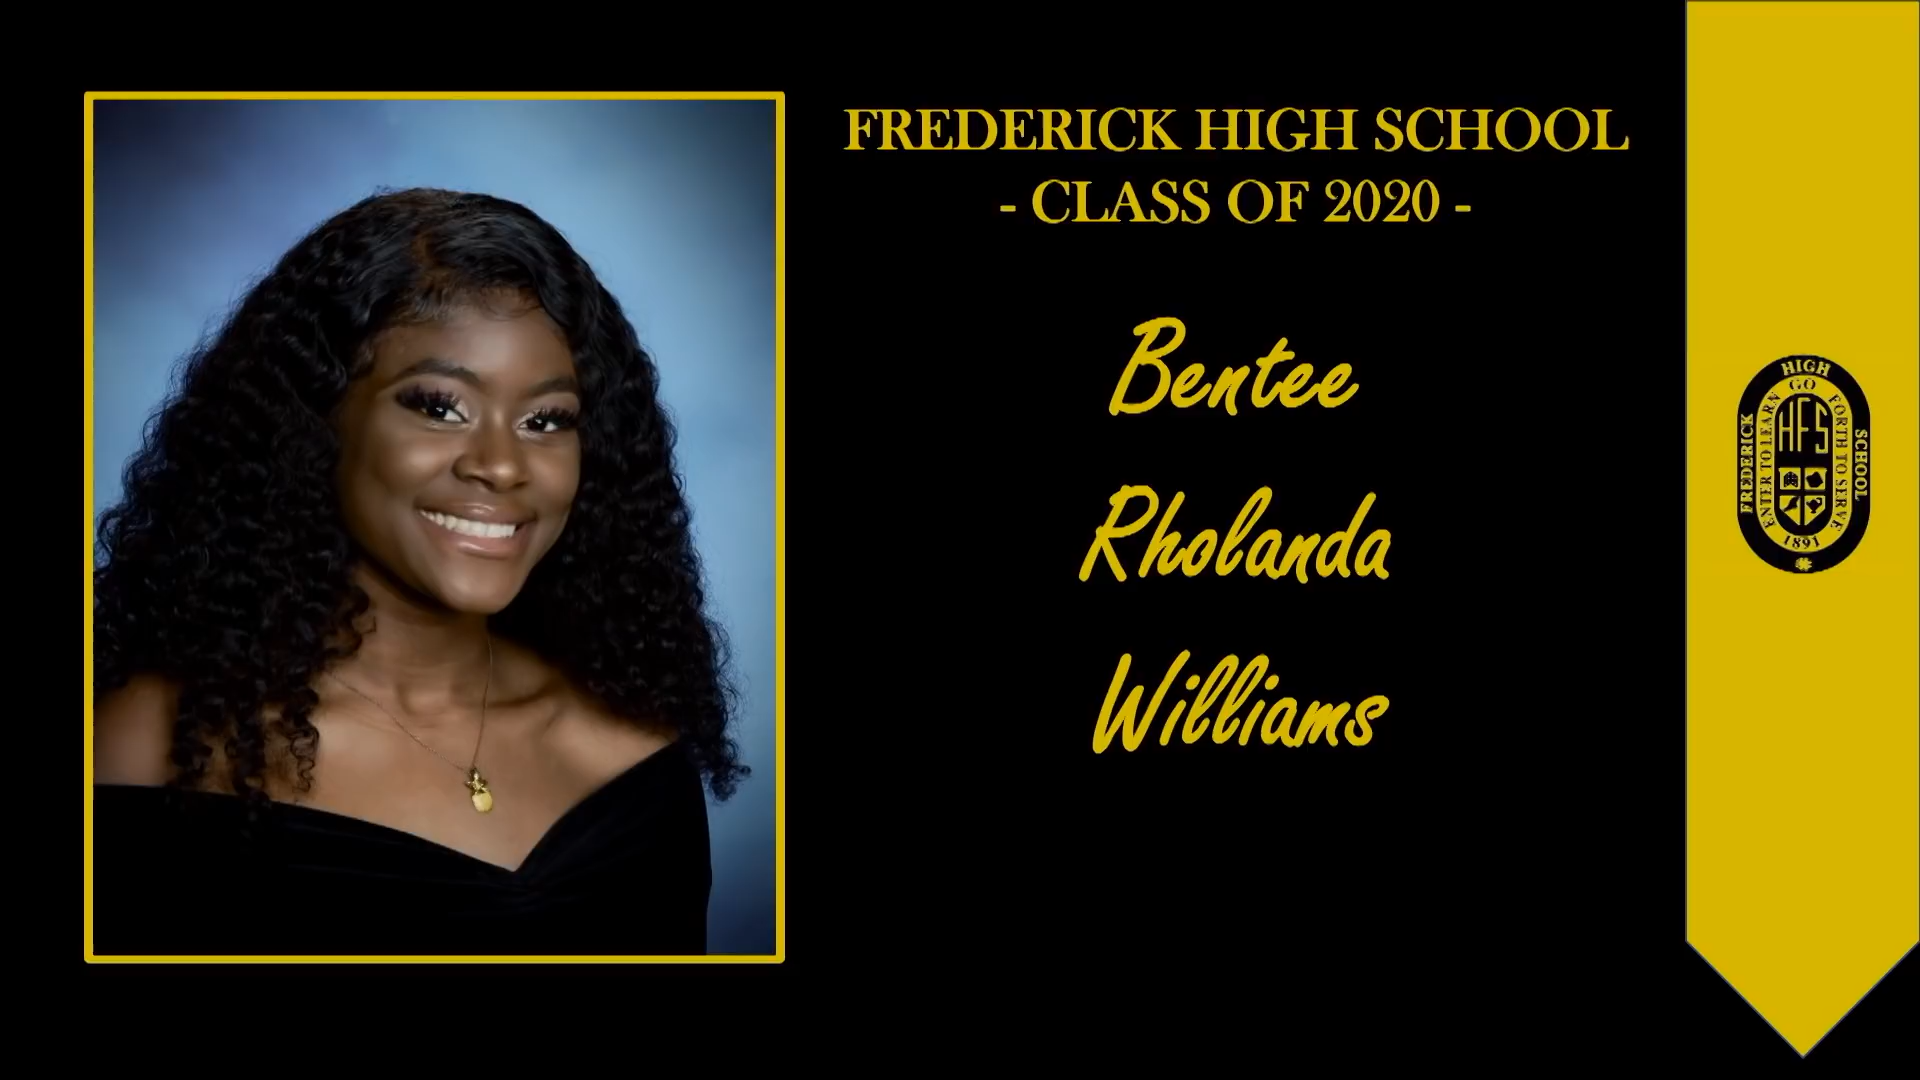 FREDERICK HIGH SCHOOL
- CLASS OF 2020 -
Bentee
Rholanda
Williams
FREDERICK HIGH SCHOOL
ENTER TO LEARN GO FORTH TO SERVE
HFS
1891